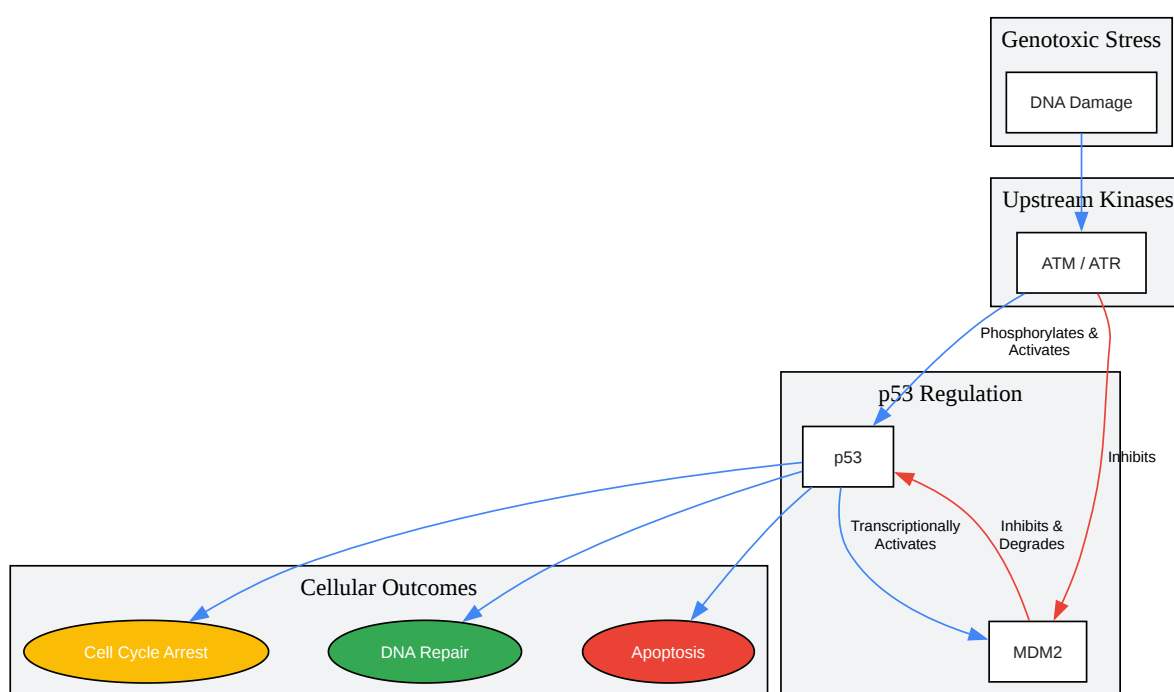 Genotoxic Stress
DNA Damage
Upstream Kinases
ATM / ATR
Phosphorylates &
Activates
p53 Regulation
p53
Inhibits
Transcriptionally
Activates
Inhibits &
Degrades
Cellular Outcomes
Cell Cycle Arrest
DNA Repair
Apoptosis
MDM2